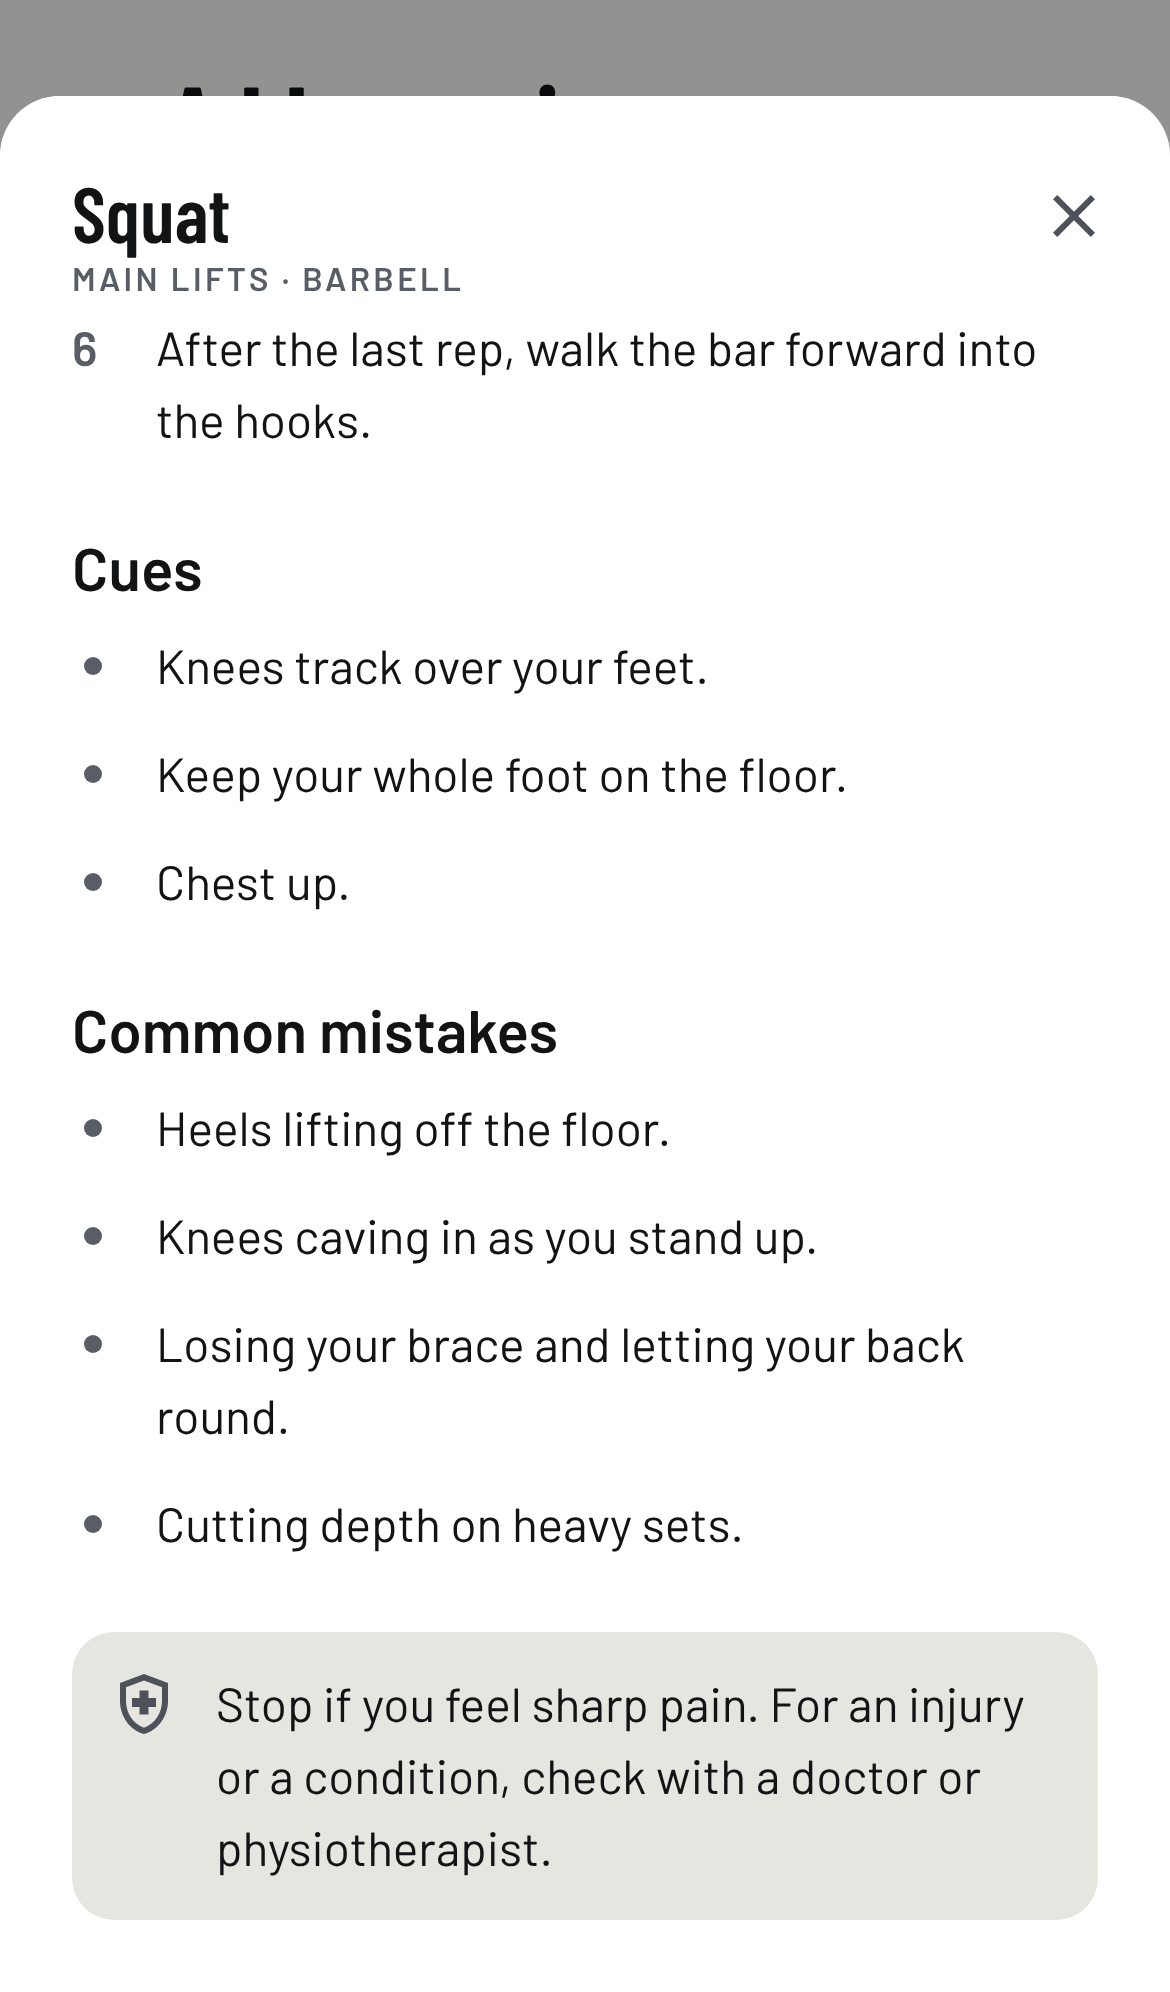 Squat
MAIN LIFTS · BARBELL
6 After the last rep, walk the bar forward into
the hooks.
Cues
• Knees track over your feet.
• Keep your whole foot on the floor.
• Chest up.
Common mistakes
• Heels lifting off the floor.
• Knees caving in as you stand up.
• Losing your brace and letting your back
round.
• Cutting depth on heavy sets.
Stop if you feel sharp pain. For an injury
or a condition, check with a doctor or
physiotherapist.